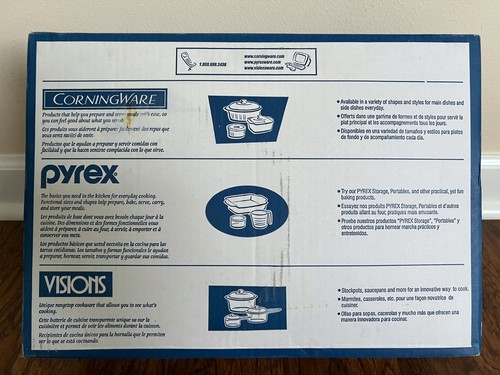 1.800.999.3436
www.corningware.com
www.pyrexware.com
www.visionsware.com
CORNINGWARE
Products that help you prepare and serve meals with ease, so
you can feel good about what you serve.
Ces produits vous aideront à préparer facilement des repas que
vous serez ravi(e) de servir.
Productos que le ayudan a preparar y servir comidas con
facilidad y que la hacen sentirse complacida con lo que sirve.
• Available in a variety of shapes and styles for main dishes and
side dishes everyday.
• Offerts dans une gamme de formes et de styles pour servir le
plat principal et les accompagnements tous les jours.
• Disponibles en una variedad de tamaños y estilos para platos
de fondo y de acompañamiento cada día.
PYREX
The basics you need in the kitchen for everyday cooking.
Functional sizes and shapes help prepare, bake, serve, carry,
and store your meals.
Les produits de base dont vous avez besoin chaque jour à la
cuisine. Des dimensions et des formes fonctionnelles vous
aident à préparer, à cuire au four, à servir, à emporter et à
conserver vos mets.
Los productos básicos que usted necesita en la cocina para las
tareas cotidianas. Los tamaños y formas funcionales le ayudan
a preparar, hornear, servir, transportar y guardar sus comidas.
• Try our PYREX Storage, Portables, and other practical, yet fun
baking products.
• Essayez nos produits PYREX Storage, Portables et d'autres
produits allant au four, pratiques mais amusants.
• Pruebe nuestros productos "PYREX Storage", "Portables" y
otros productos para hornear marcha prácticos y
entretenidos.
VISIONS
Unique rangetop cookware that allows you to see what's
cooking.
Cette batterie de cuisine transparente unique va sur la
cuisinière et permet de voir les aliments durant la cuisson.
Recipientes de cocina únicos para la hornalla que le permiten
ver lo que se está cocinando.
• Stockpots, saucepans and more for an innovative way to cook.
• Marmites, casseroles, etc. pour une façon novatrice de
cuisiner.
• Ollas para sopas, cacerolas y mucho más que ofrecen una
manera innovadora para cocinar.